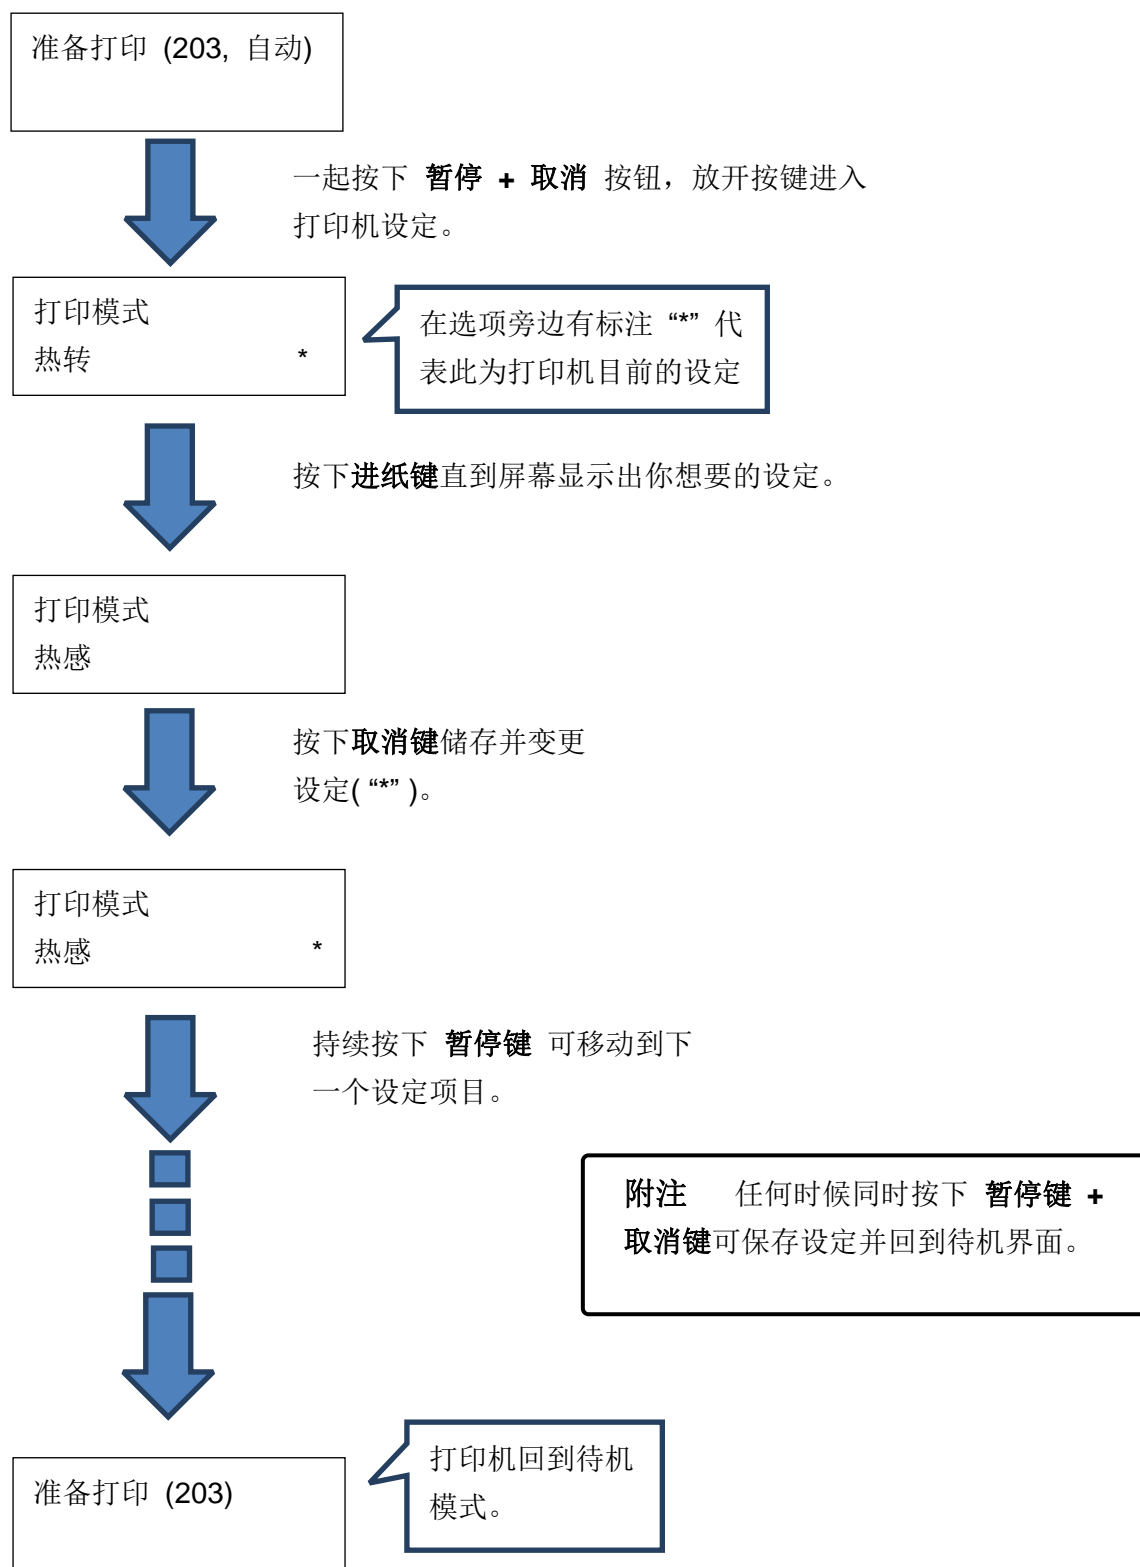 准备打印 (203, 自动)
一起按下 暂停 + 取消 按钮，放开按键进入
打印机设定。
打印模式
热转 *
在选项旁边有标注 “*” 代
表此为打印机目前的设定
按下进纸键直到屏幕显示出你想要的设定。
打印模式
热感
按下取消键储存并变更
设定( “*” )。
打印模式
热感 *
持续按下 暂停键 可移动到下
一个设定项目。
附注 任何时候同时按下 暂停键 +
取消键可保存设定并回到待机界面。
打印机回到待机
模式。
准备打印 (203)